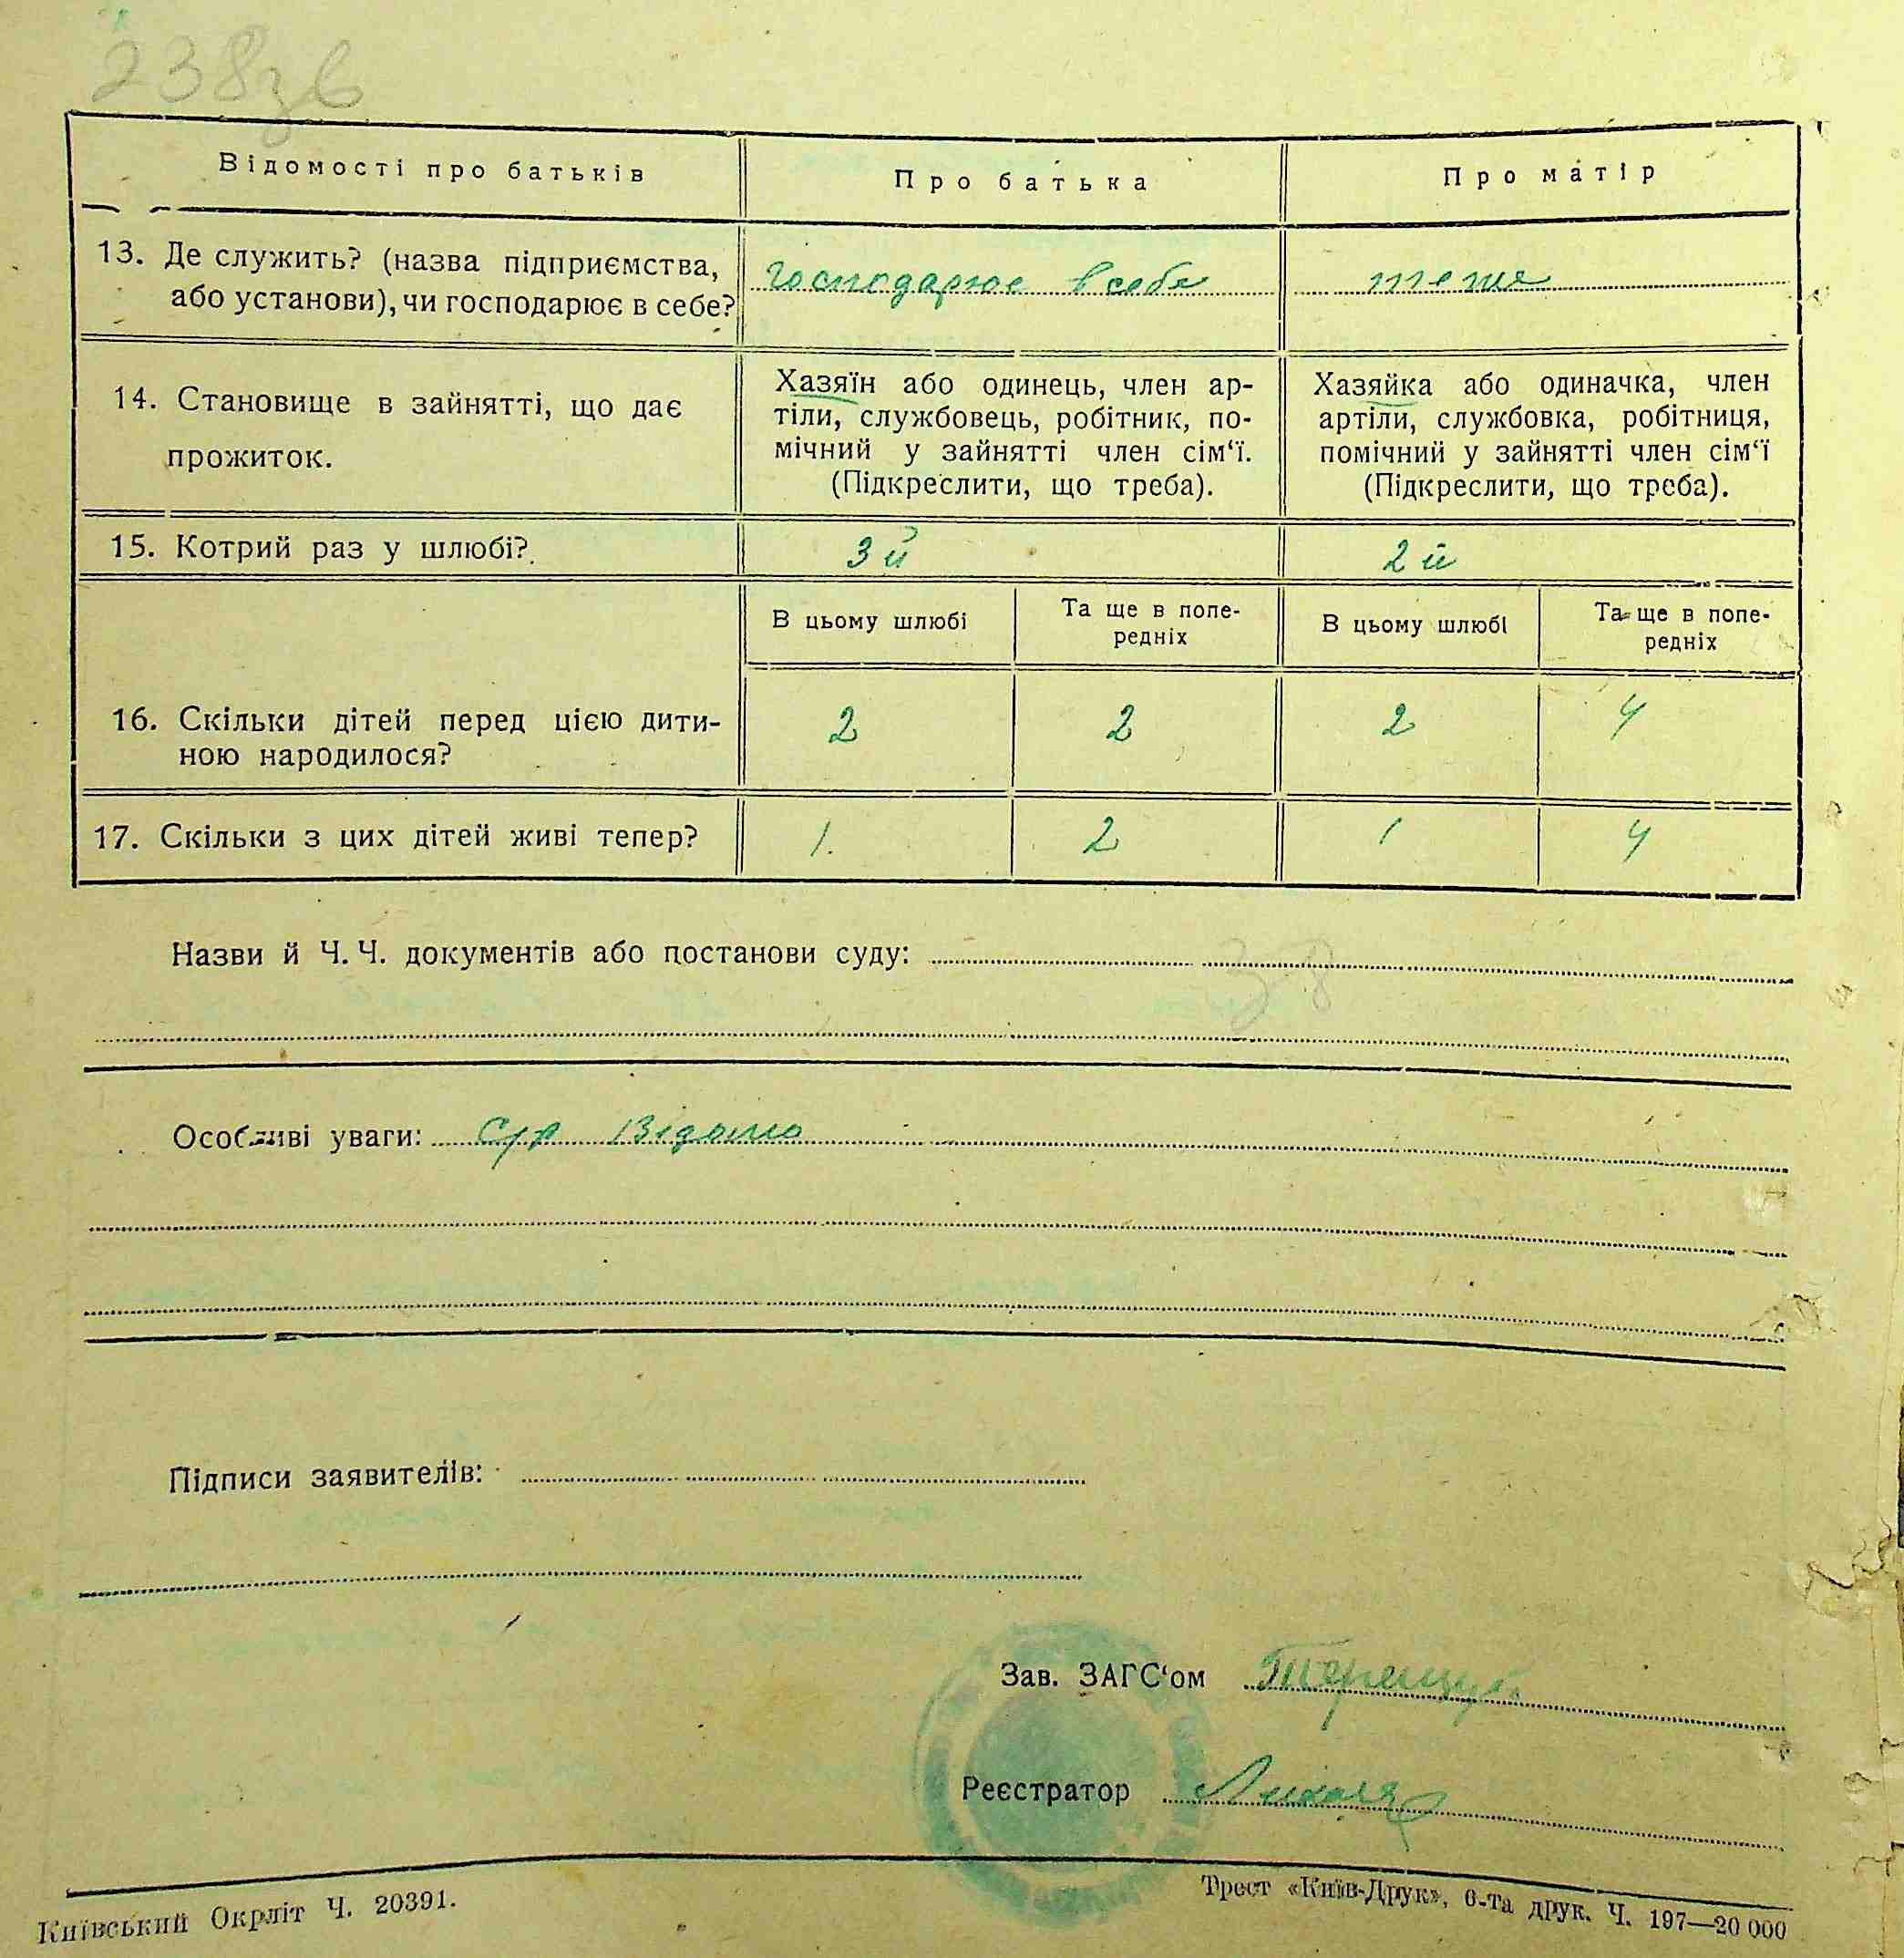 238зв
Відомості про батьків
Про батька
Про матір
13. Де служить? (назва підприємства,
або установи), чи господарює в себе?
господарює в себе
теж
14. Становище в зайнятті, що дає
прожиток.
Хазяїн або одинець, член ар-
тіли, службовець, робітник, по-
мічний у зайнятті член сім‘ї.
(Підкреслити, що треба).
Хазяйка або одиначка, член
артіли, службовка, робітниця,
помічний у зайнятті член сім‘ї
(Підкреслити, що треба).
15. Котрий раз у шлюбі?
3й
2й
В цьому шлюбі
Та ще в попе-
редніх
В цьому шлюбі
Та ще в попе-
редніх
16. Скільки дітей перед цією дити-
ною народилося?
2
2
2
4
17. Скільки з цих дітей живі тепер?
1
2
1
4
Назви й Ч. Ч. документів або постанови суду:
Особливі уваги: с/р Відомо
Підписи заявителів:
Зав. ЗАГС‘ом Терещук
Реєстратор
Київський Окрліт Ч. 20391.
Трест «Київ-Друк», 6-та друк. Ч. 197—20 000